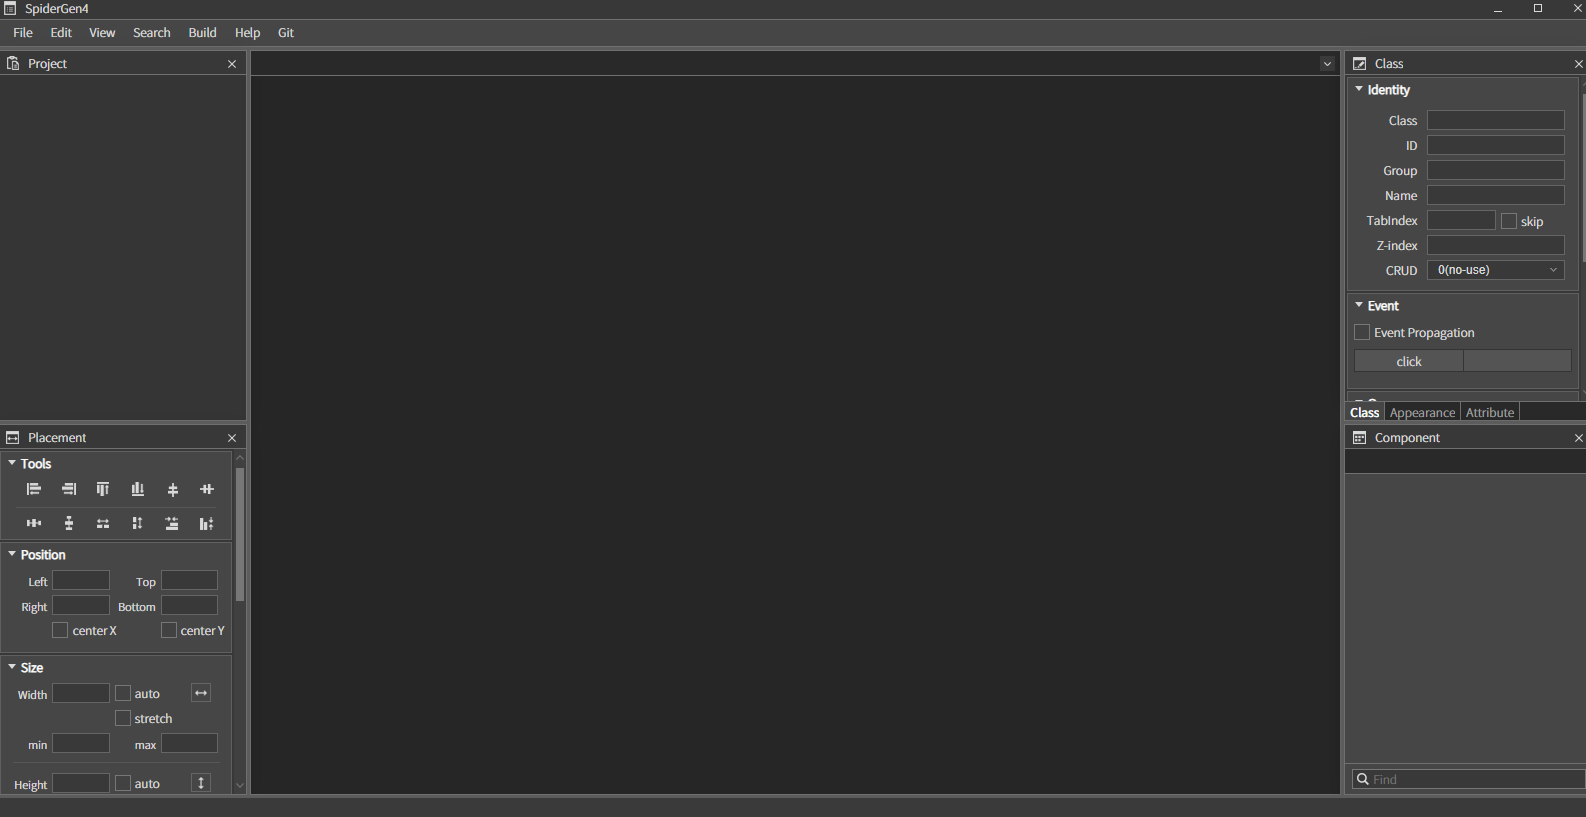 SpiderGen4
File Edit View Search Build Help Git
Project
Placement
Tools
Position
Left Top
Right Bottom
center X center Y
Size
Width auto
stretch
min max
Height auto
Class
Identity
Class
ID
Group
Name
TabIndex skip
Z-index
CRUD 0(no-use)
Event
Event Propagation
click
Class Appearance Attribute
Component
Find